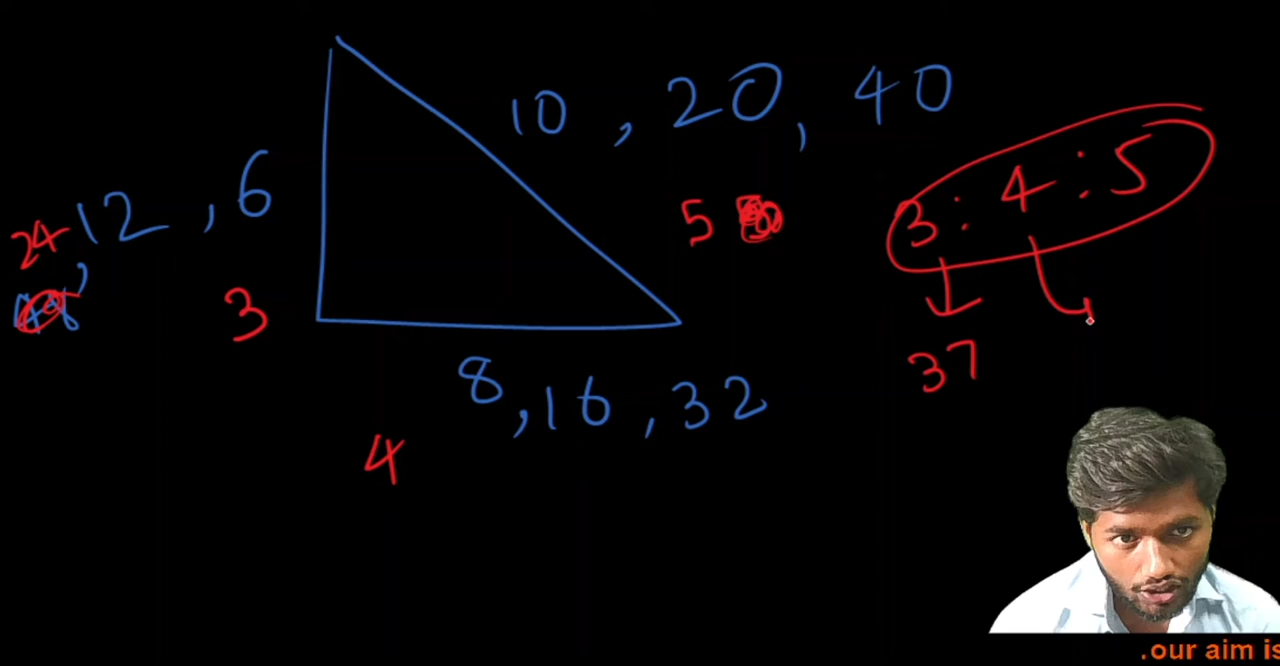 10 , 20 , 40
3 : 4 : 5
12 , 6
24 ,
5
3
37
8 , 16 , 32
4
.our aim is